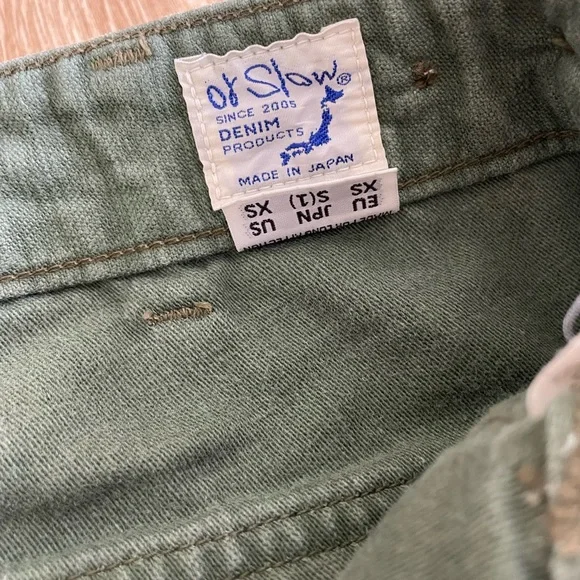 or Slow®
SINCE 2005
DENIM
PRODUCTS
MADE IN JAPAN
EU JPN US
XS S(1) XS